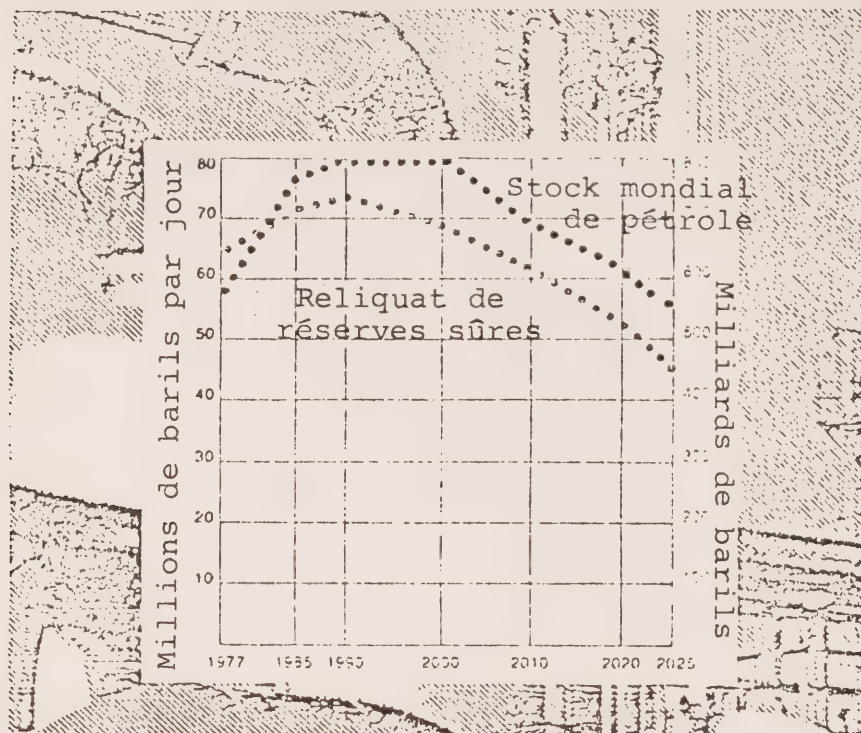 Millions de barils par jour
80
70
60
50
40
30
20
10
Stock mondial
de pétrole
Reliquat de
réserves sûres
Milliards de barils
1977 1985 1990 2000 2010 2020 2025